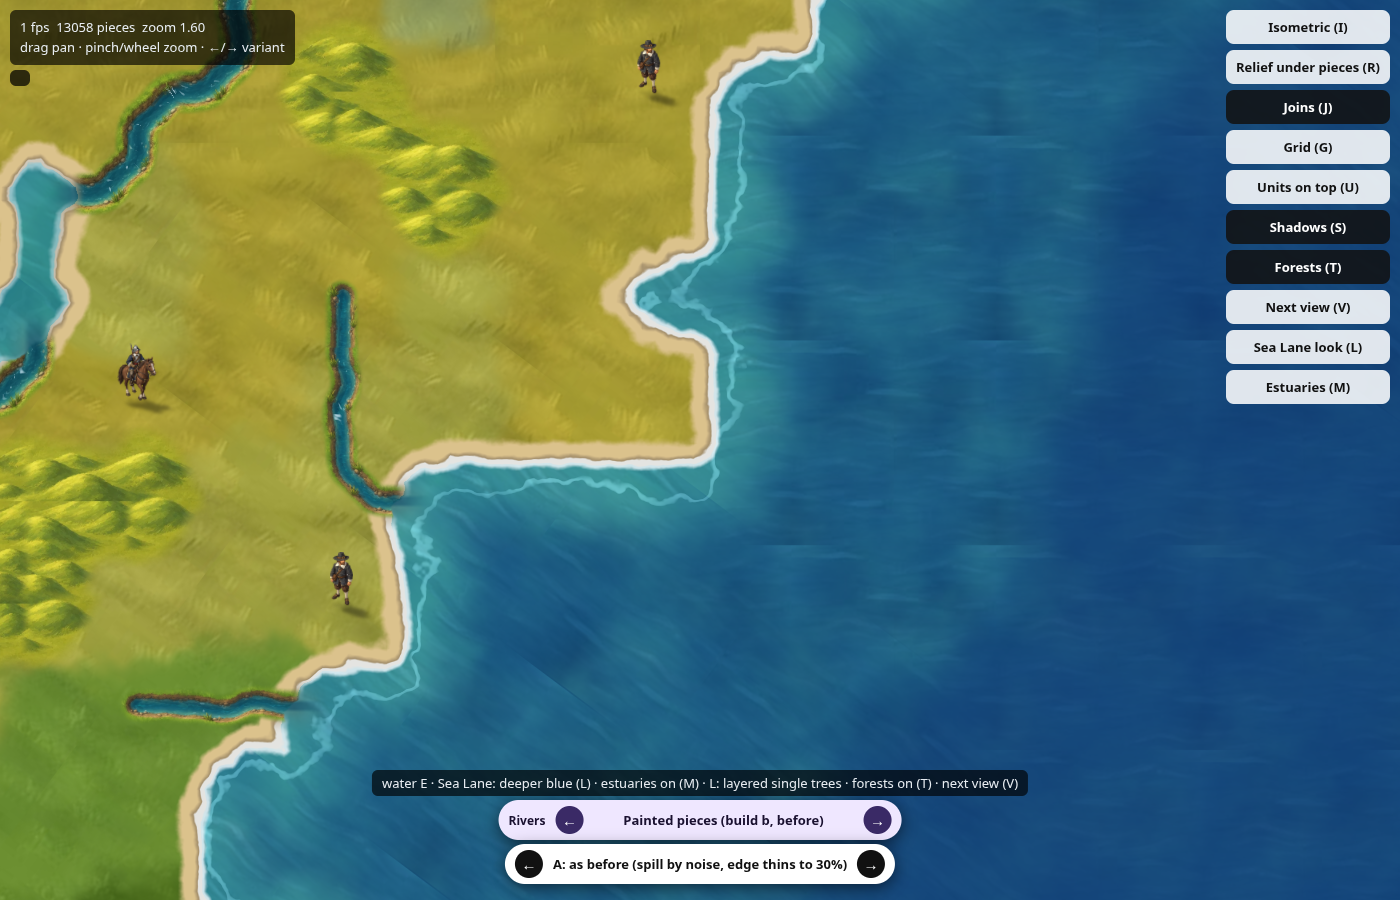 1 fps 13058 pieces zoom 1.60
drag pan · pinch/wheel zoom · ←/→ variant
Isometric (I)
Relief under pieces (R)
Joins (J)
Grid (G)
Units on top (U)
Shadows (S)
Forests (T)
Next view (V)
Sea Lane look (L)
Estuaries (M)
water E · Sea Lane: deeper blue (L) · estuaries on (M) · L: layered single trees · forests on (T) · next view (V)
Rivers ← Painted pieces (build b, before) →
← A: as before (spill by noise, edge thins to 30%) →